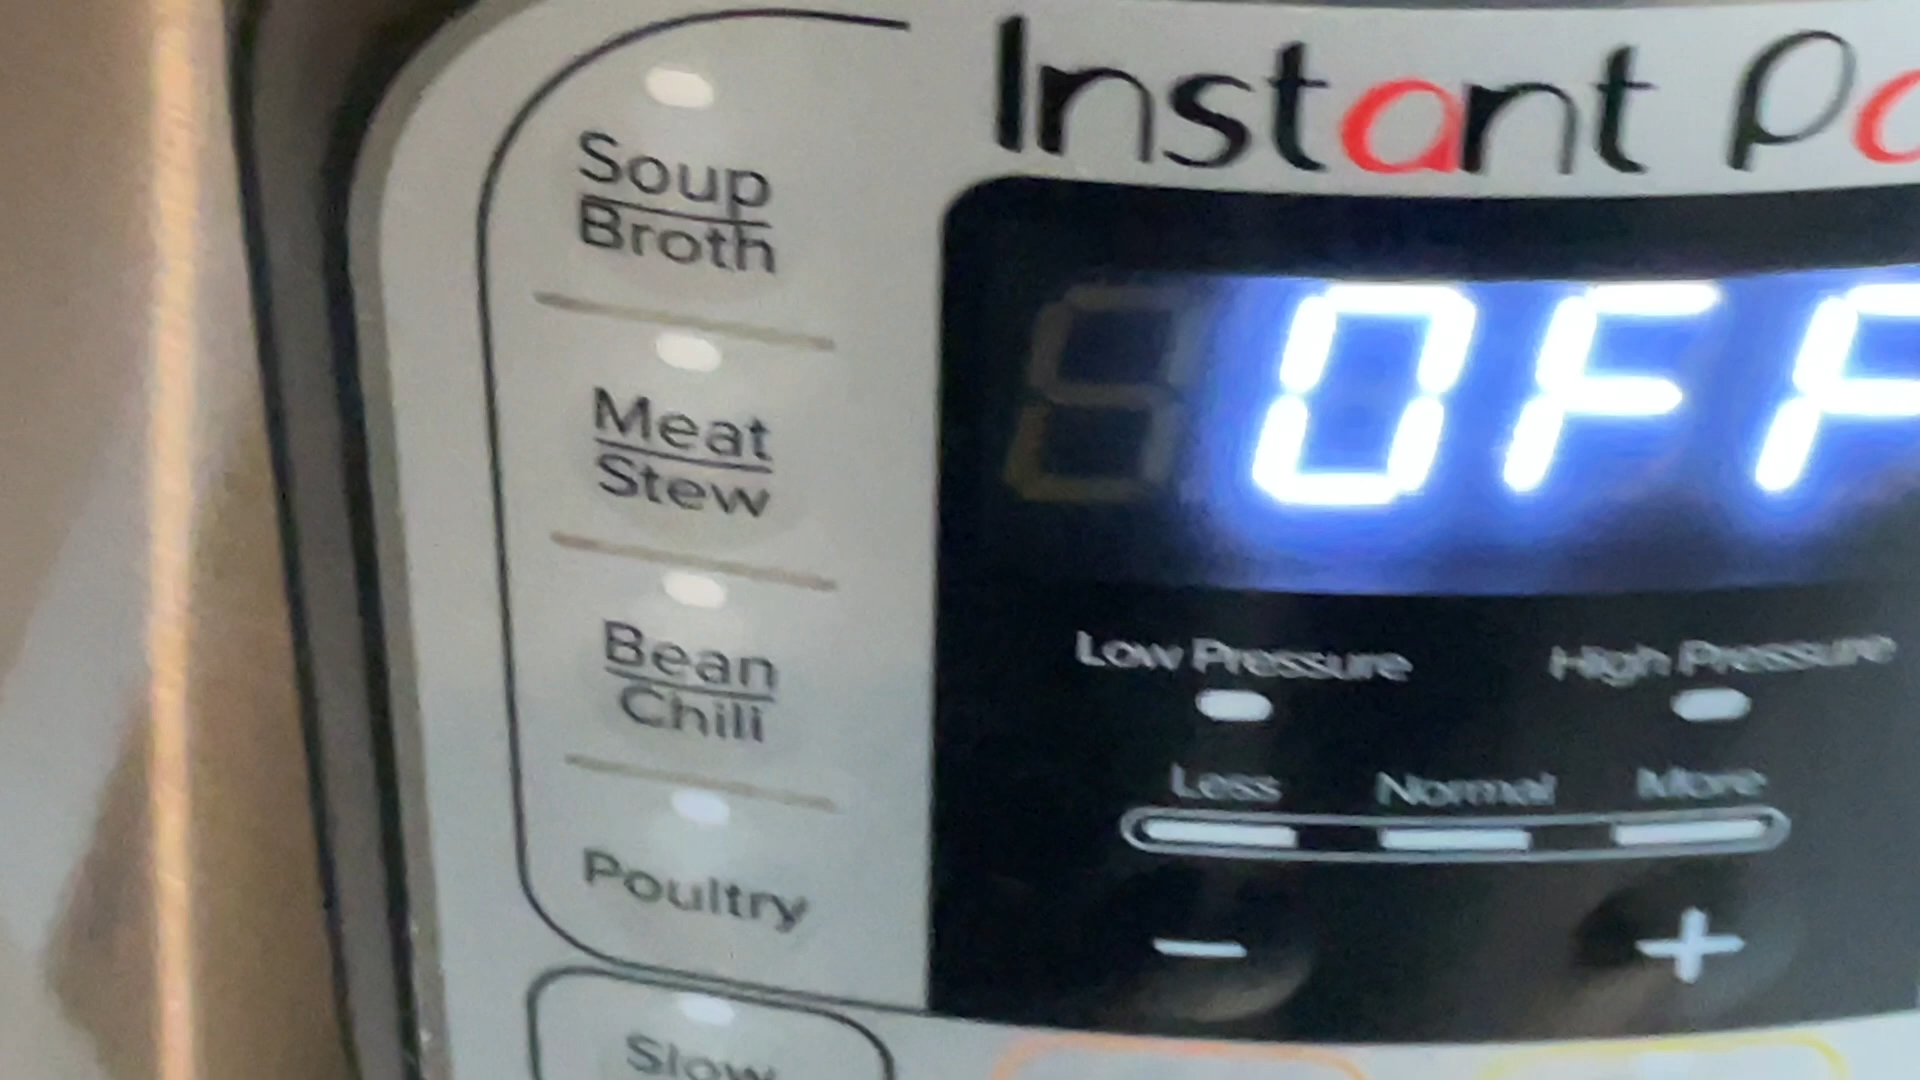 Instant Po
Soup
Broth
OFF
Meat
Stew
Bean
Chili
Low Pressure High Pressure
Less Normal More
Poultry
- +
Slow